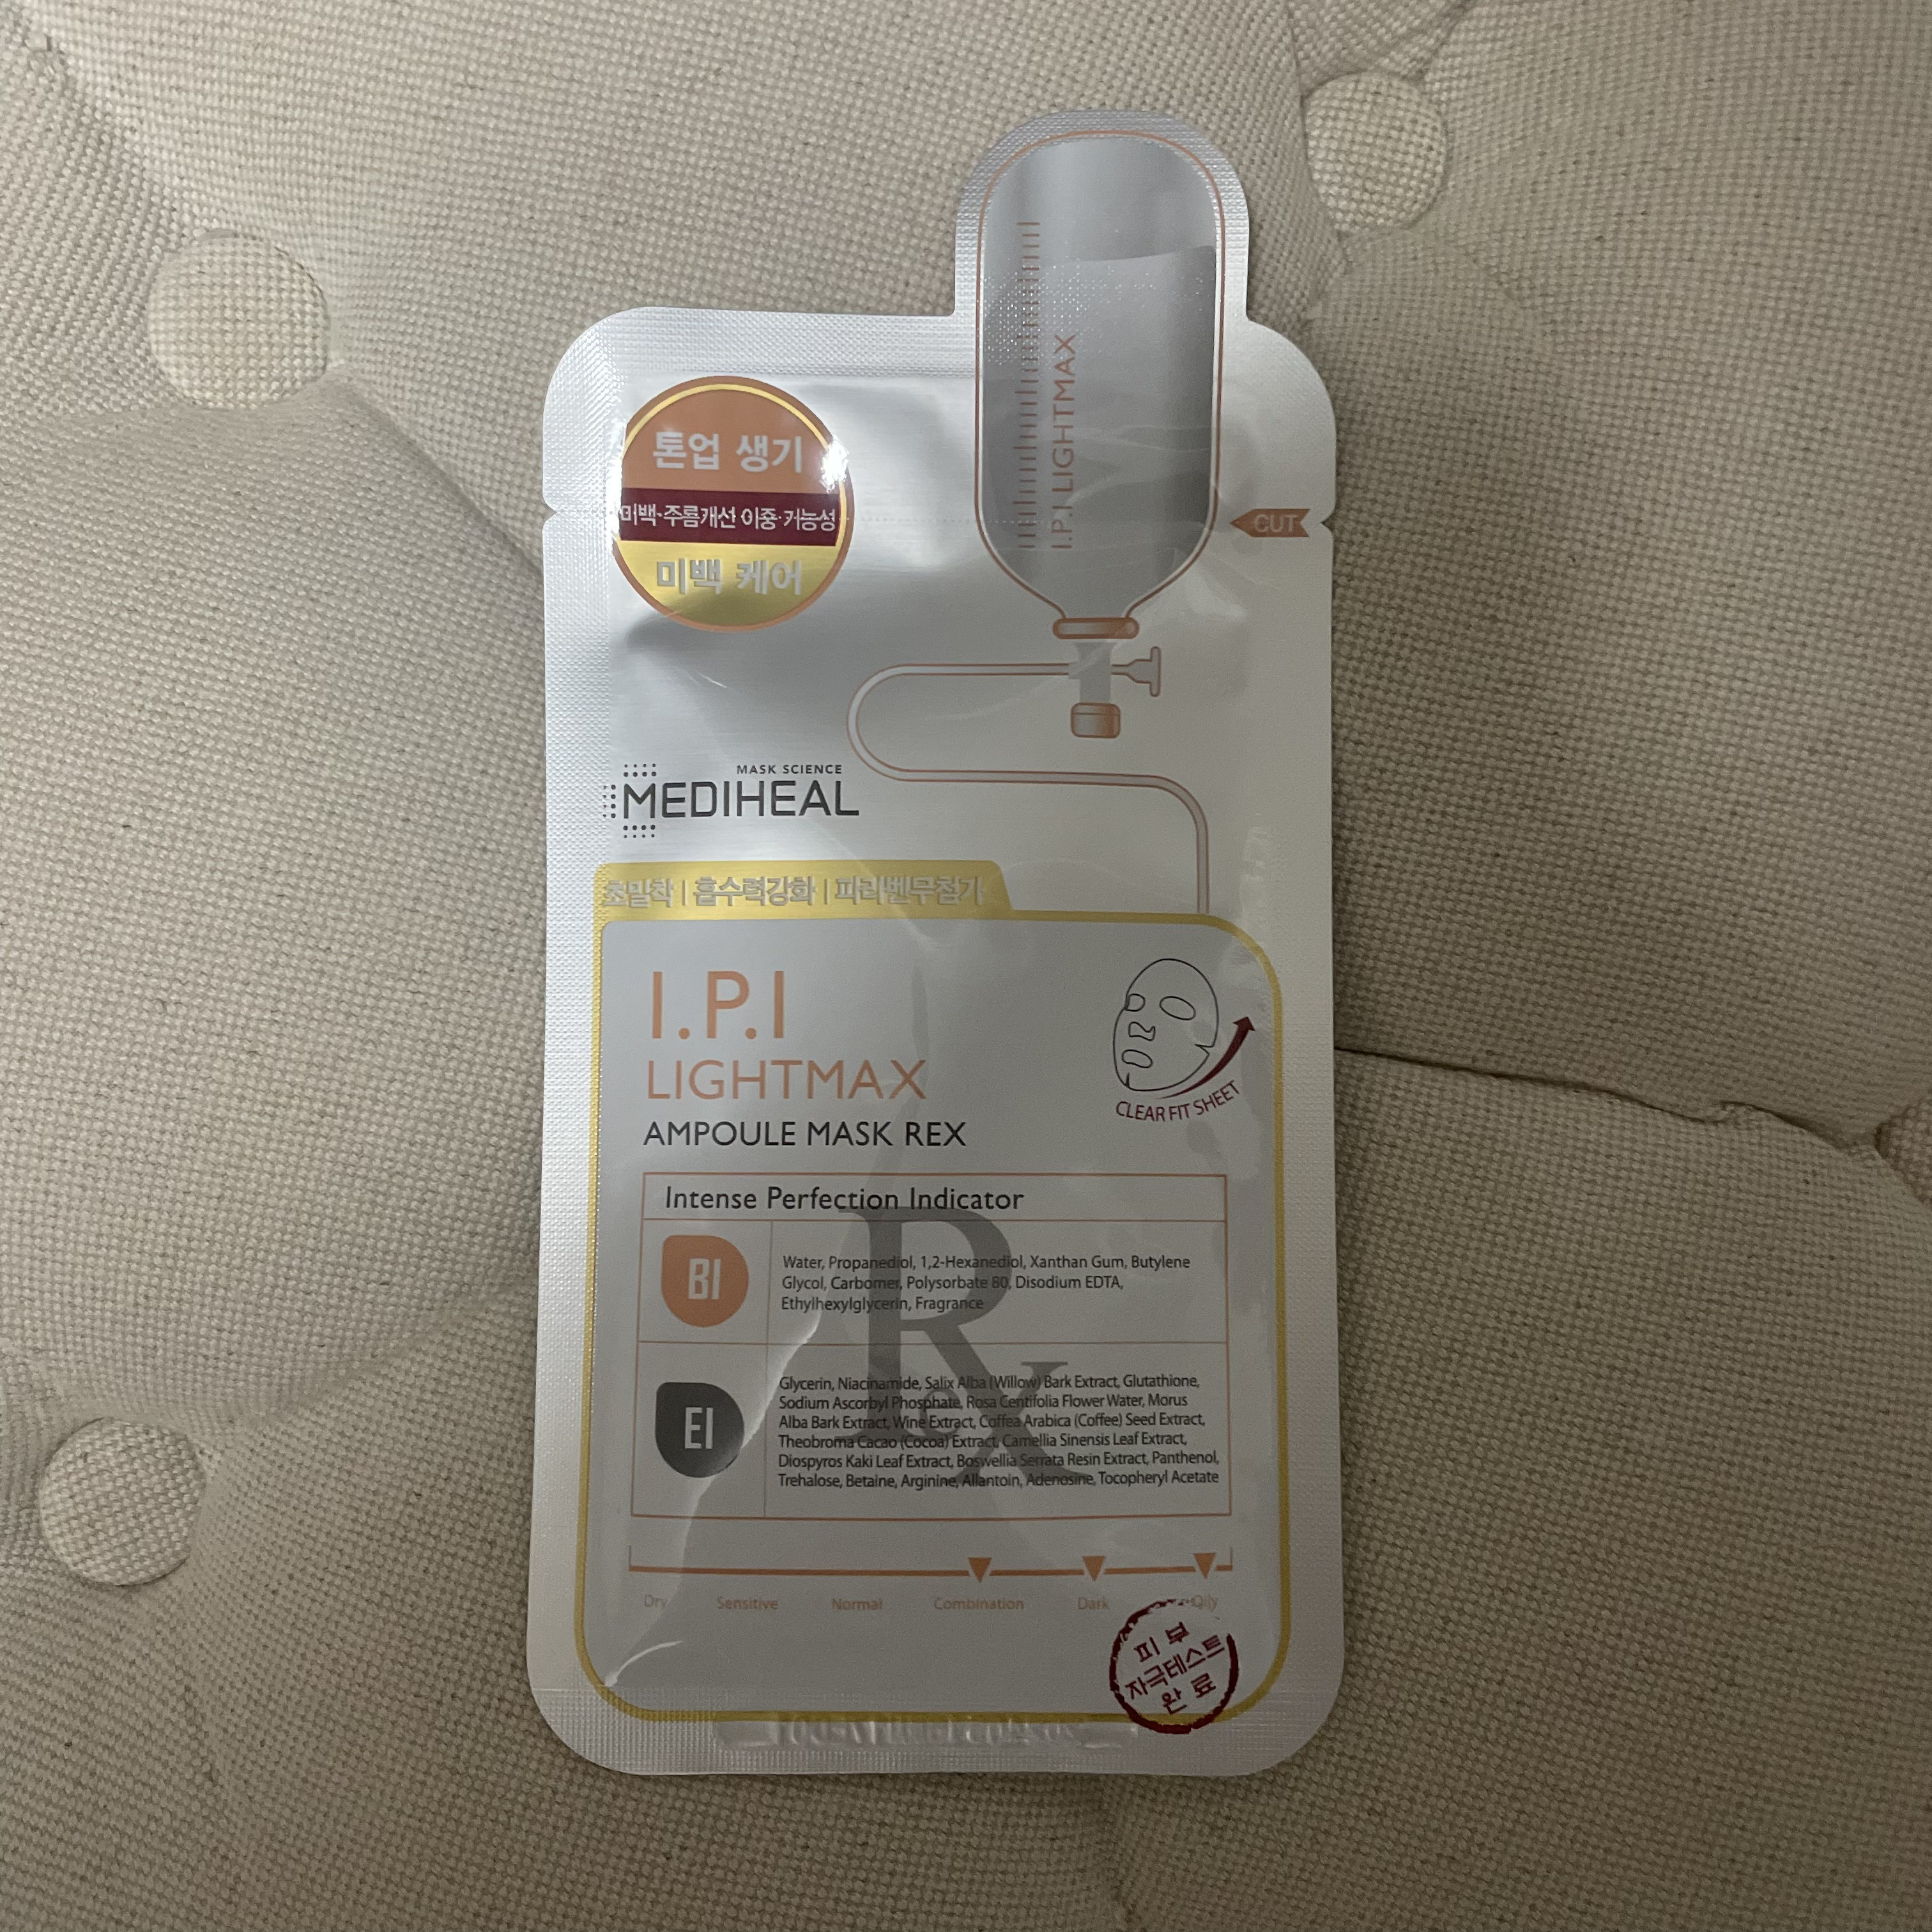 톤업 생기
미백·주름개선 이중·기능성
미백 케어
I.P.I LIGHTMAX
CUT
MASK SCIENCE
MEDIHEAL
초밀착 | 흡수력강화 | 파라벤무첨가
I.P.I
LIGHTMAX
AMPOULE MASK REX
CLEAR FIT SHEET
Intense Perfection Indicator
BI
Water, Propanediol, 1,2-Hexanediol, Xanthan Gum, Butylene
Glycol, Carbomer, Polysorbate 80, Disodium EDTA,
Ethylhexylglycerin, Fragrance
EI
Glycerin, Niacinamide, Salix Alba (Willow) Bark Extract, Glutathione,
Sodium Ascorbyl Phosphate, Rosa Centifolia Flower Water, Morus
Alba Bark Extract, Wine Extract, Coffea Arabica (Coffee) Seed Extract,
Theobroma Cacao (Cocoa) Extract, Camellia Sinensis Leaf Extract,
Diospyros Kaki Leaf Extract, Boswellia Serrata Resin Extract, Panthenol,
Trehalose, Betaine, Arginine, Allantoin, Adenosine, Tocopheryl Acetate
Rex
Dry Sensitive Normal Combination Dark Oily
피부
자극테스트
완료